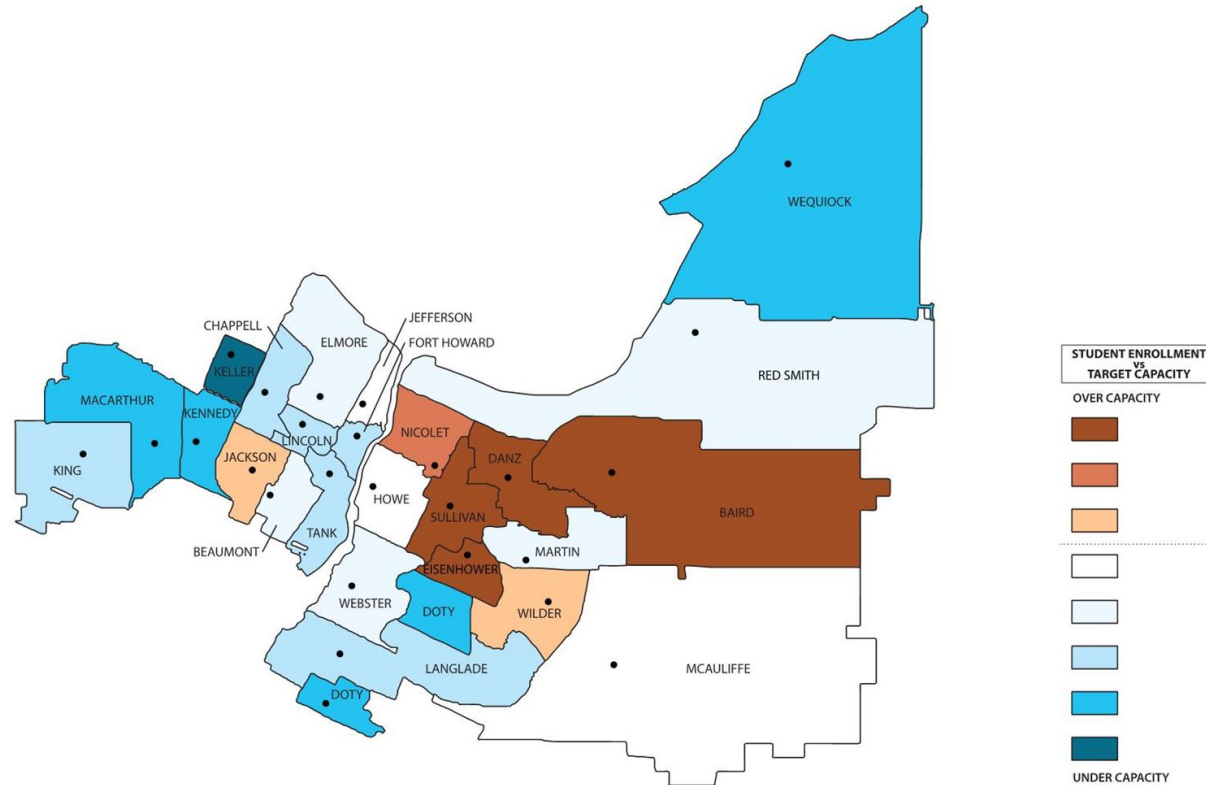 WEQUIOCK
JEFFERSON
CHAPPELL
ELMORE
FORT HOWARD
KELLER
RED SMITH
MACARTHUR
KENNEDY
NICOLET
LINCOLN
JACKSON
DANZ
KING
HOWE
BAIRD
SULLIVAN
TANK
BEAUMONT
MARTIN
EISENHOWER
WEBSTER
DOTY
WILDER
LANGLADE
MCAULIFFE
DOTY
STUDENT ENROLLMENT
vs
TARGET CAPACITY
OVER CAPACITY
UNDER CAPACITY